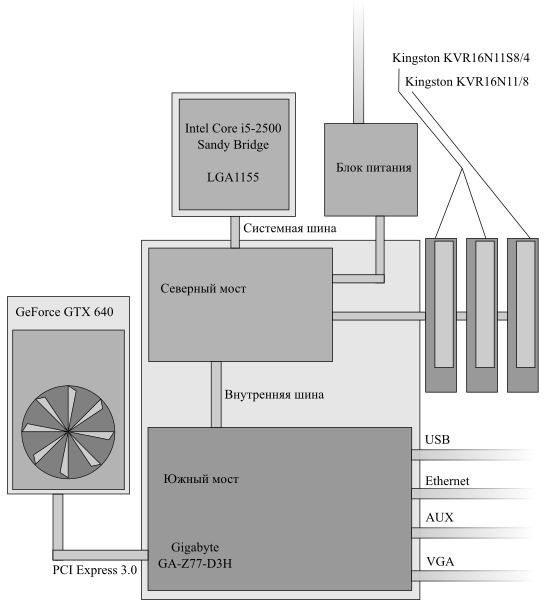 Kingston KVR16N11S8/4
Kingston KVR16N11/8
Intel Core i5-2500
Sandy Bridge
LGA1155
Блок питания
Системная шина
Северный мост
GeForce GTX 640
Внутренняя шина
USB
Южный мост
Ethernet
AUX
Gigabyte
GA-Z77-D3H
VGA
PCI Express 3.0